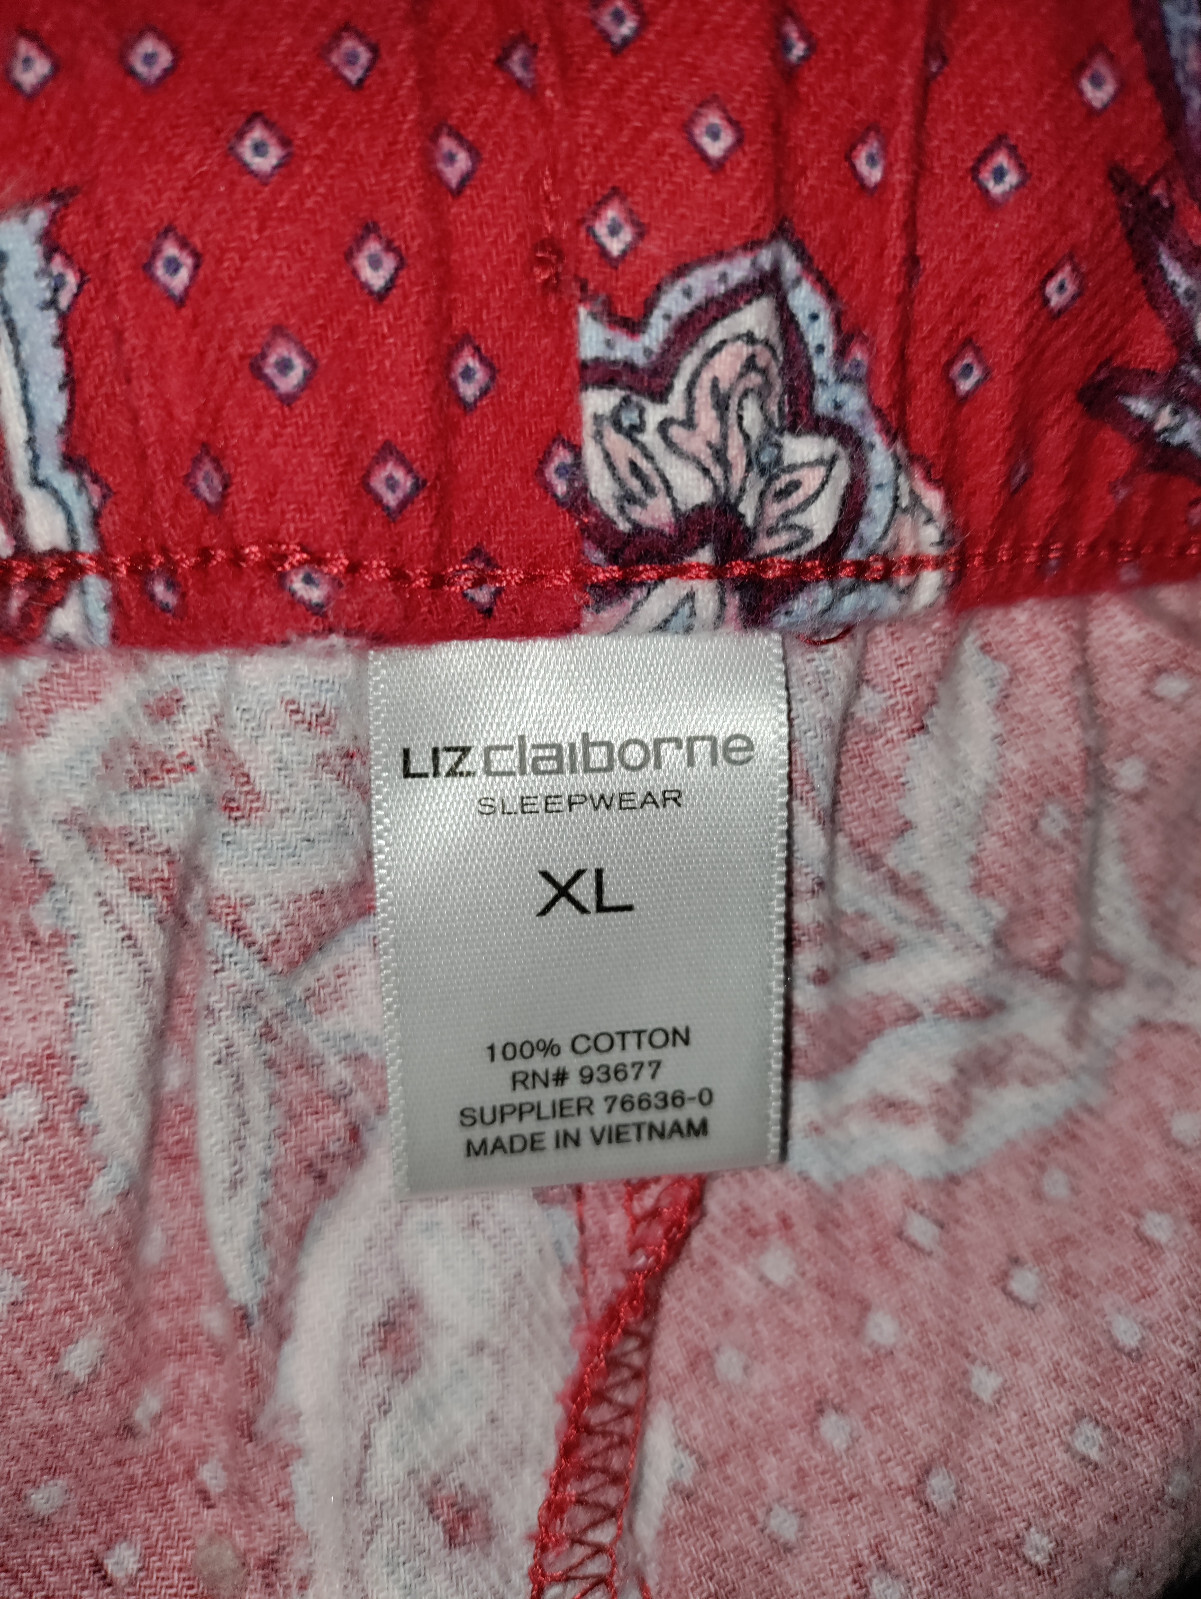 LIZ claiborne
SLEEPWEAR
XL
100% COTTON
RN# 93677
SUPPLIER 76636-0
MADE IN VIETNAM